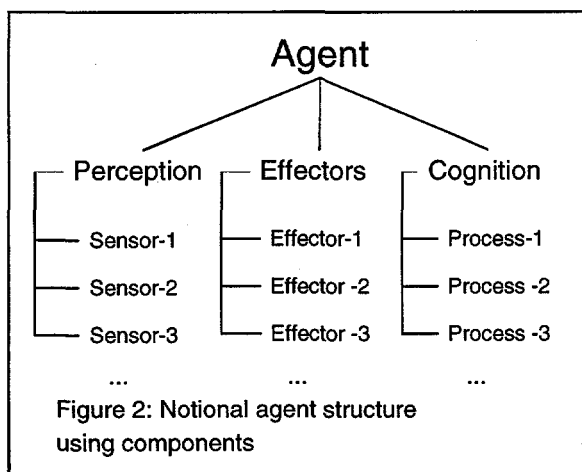 Agent
Perception Effectors Cognition
Sensor-1 Effector-1 Process-1
Sensor-2 Effector -2 Process -2
Sensor-3 Effector -3 Process -3
... ... ...
Figure 2: Notional agent structure
using components